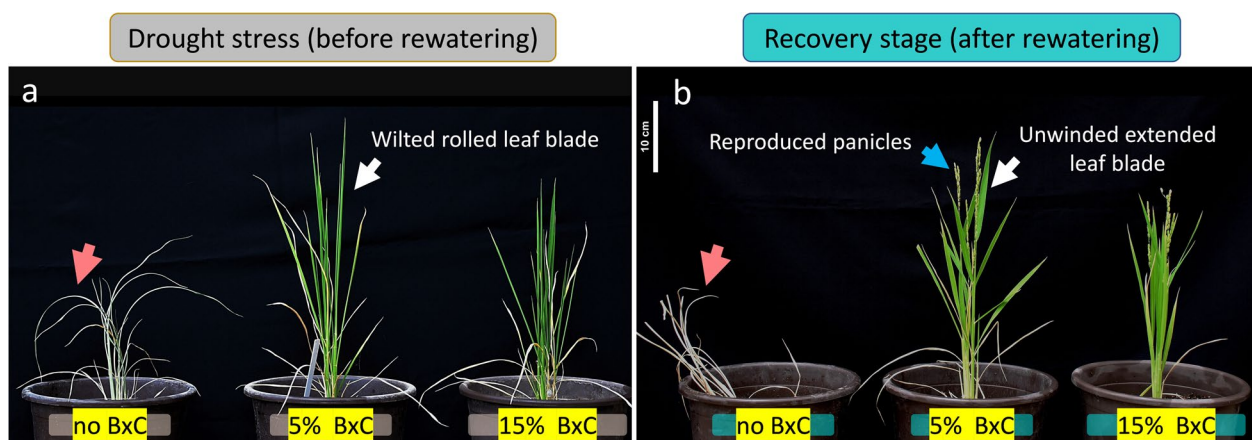 Drought stress (before rewatering)
Recovery stage (after rewatering)
a
Wilted rolled leaf blade
no BxC
5% BxC
15% BxC
b
10 cm
Reproduced panicles
Unwinded extended
leaf blade
no BxC
5% BxC
15% BxC